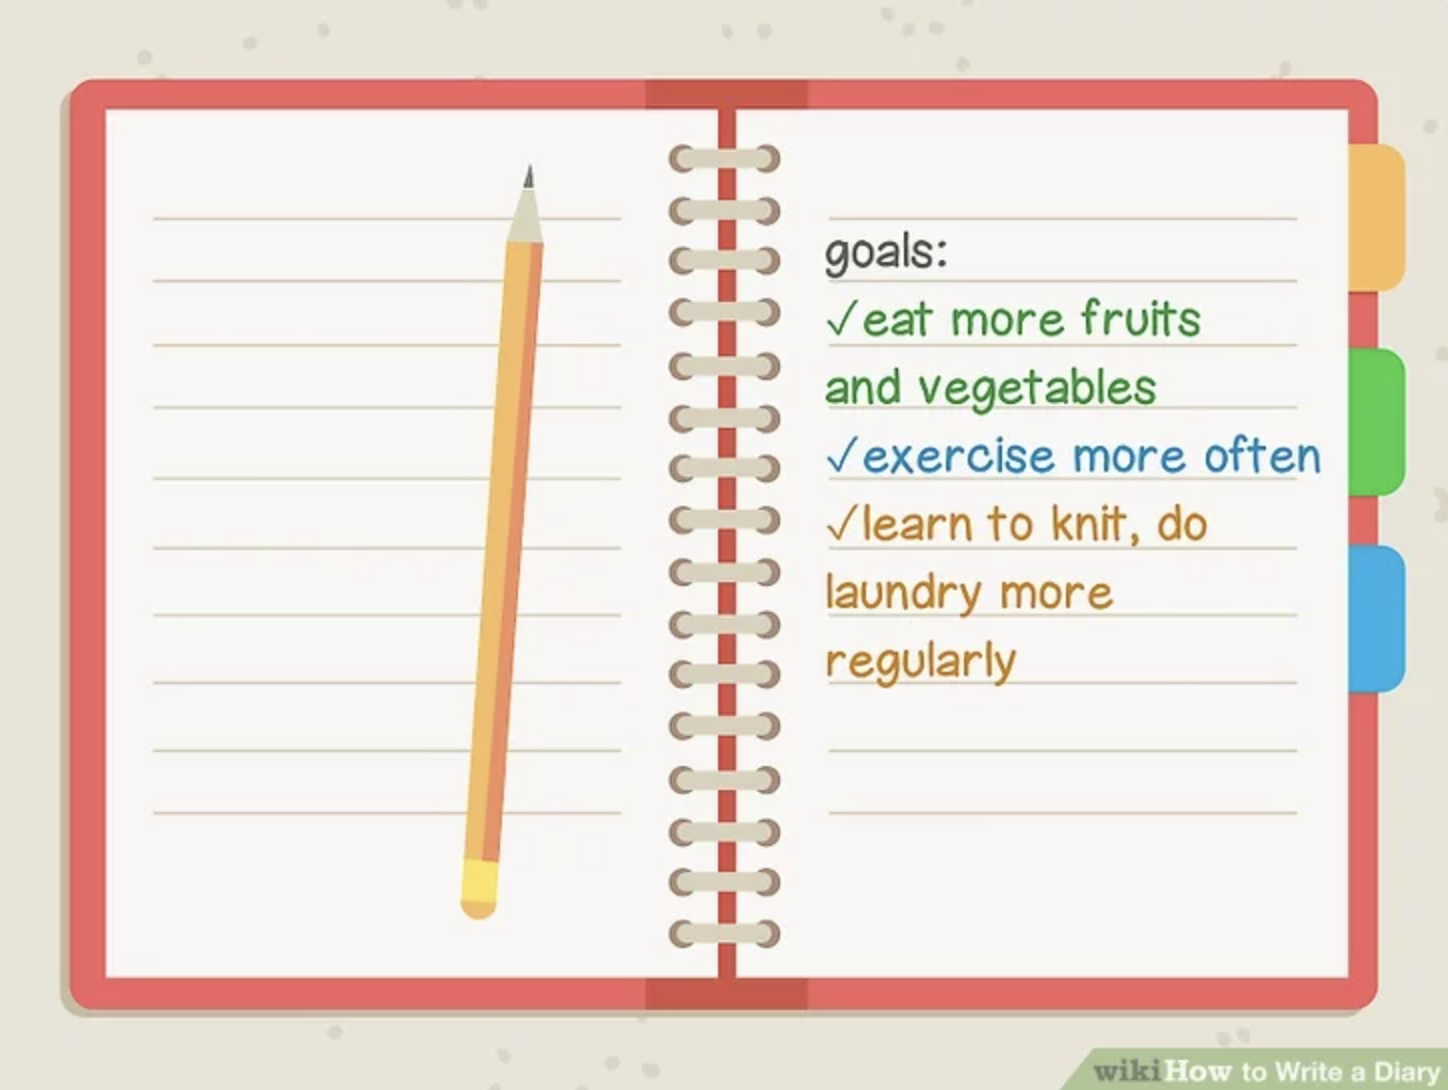 goals:
✓eat more fruits
and vegetables
✓exercise more often
✓learn to knit, do
laundry more
regularly
wikiHow to Write a Diary